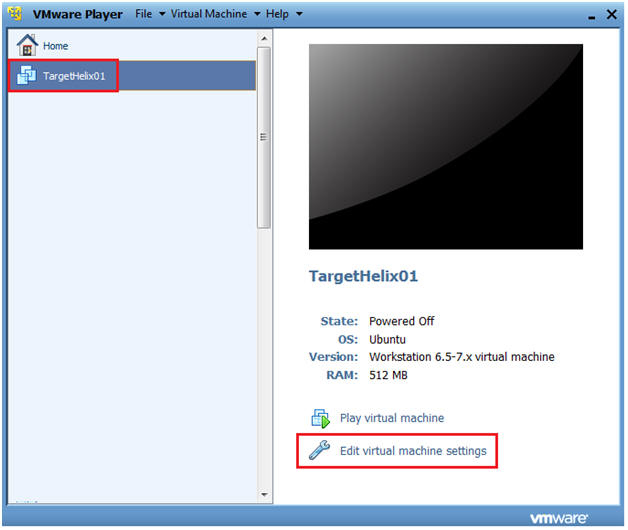 VMware Player File Virtual Machine Help
Home
TargetHelix01
TargetHelix01
State: Powered Off
OS: Ubuntu
Version: Workstation 6.5-7.x virtual machine
RAM: 512 MB
Play virtual machine
Edit virtual machine settings
vmware